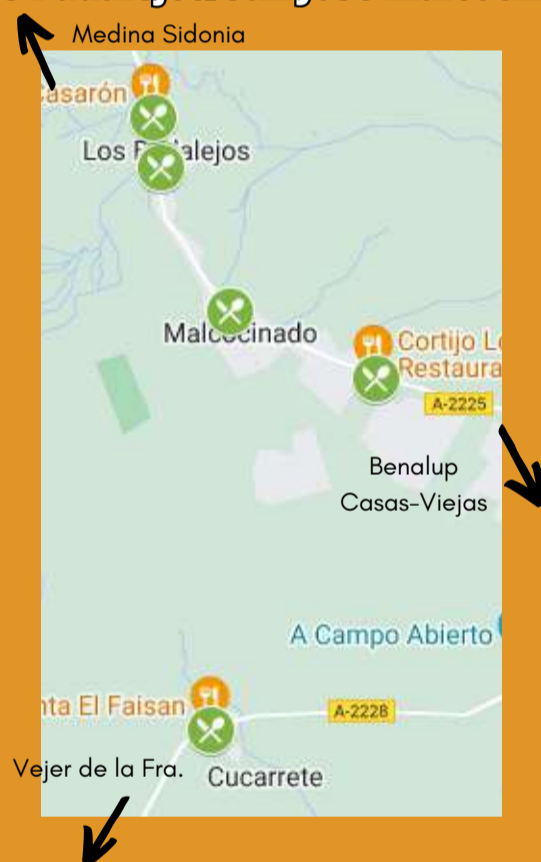 Medina Sidonia
asarón
Los
alejos
Malcocinado
Cortijo L
Restaura
A-2225
Benalup
Casas-Viejas
A Campo Abierto
nta El Faisan
A-2228
Vejer de la Fra.
Cucarrete